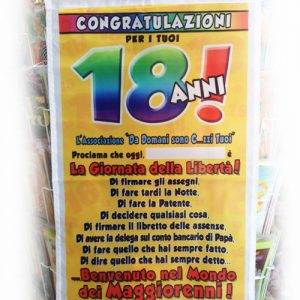 CONGRATULAZIONI
PER I TUOI
18!
ANNI
L'Associazione "Da Domani sono C...zzi Tuoi"
Proclama che oggi, è
La Giornata della Libertà!
Di firmare gli assegni.
Di fare tardi la Notte.
Di fare la Patente.
Di decidere qualsiasi cosa.
Di firmare il libretto delle assenze.
Di avere la delega sul conto bancario di Papà.
Di fare quello che hai sempre fatto.
Di dire quello che hai sempre detto...
...Benvenuto nel Mondo
dei Maggiorenni !